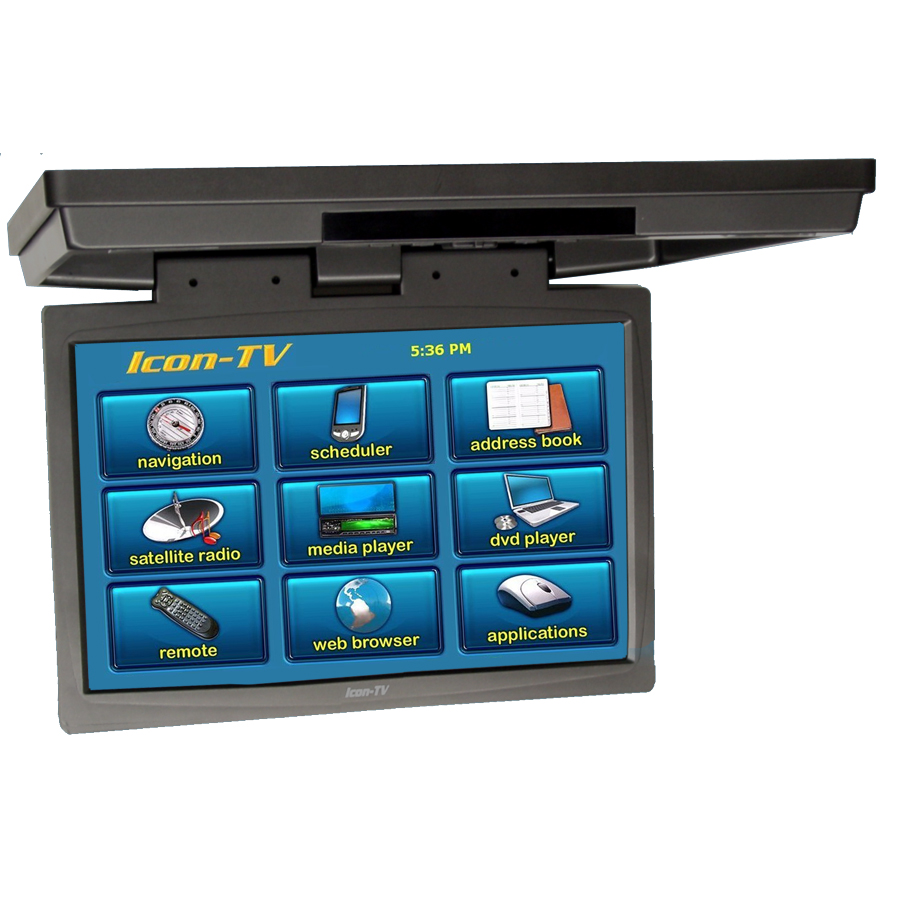 Icon-TV
5:36 PM
navigation
scheduler
address book
satellite radio
media player
dvd player
remote
web browser
applications
Icon-TV